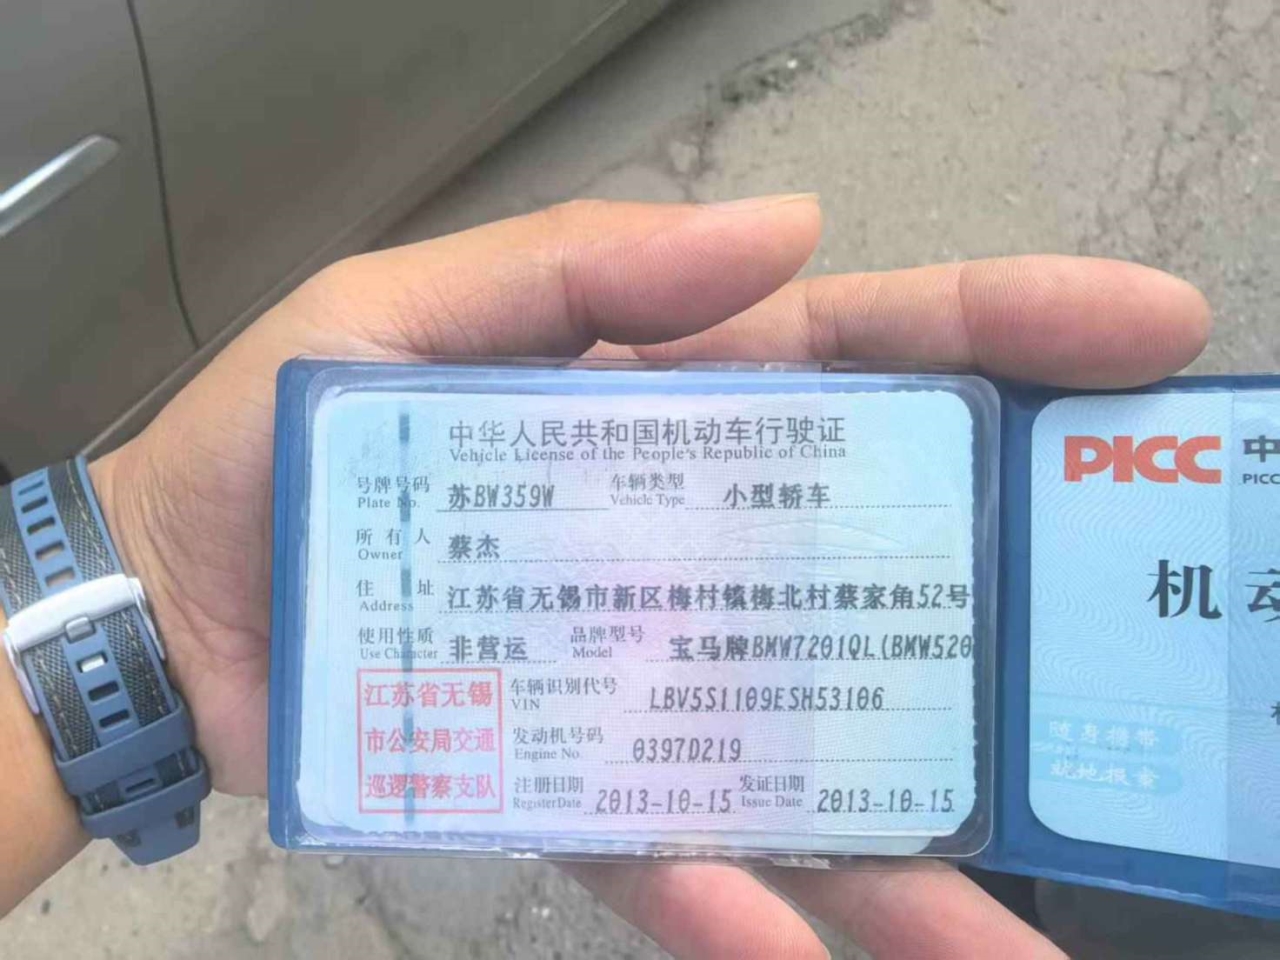 中华人民共和国机动车行驶证
Vehicle License of the People's Republic of China
号牌号码 苏BW359W 车辆类型 小型轿车
Plate No. Vehicle Type
所有人 蔡杰
Owner
住址 江苏省无锡市新区梅村镇梅北村蔡家角52号
Address
使用性质 非营运 品牌型号 宝马牌BMW7201QL(BMW520
Use Character Model
江苏省无锡
市公安局交通
巡逻警察支队
车辆识别代号 LBV5S1109ESH53106
VIN
发动机号码 0397D219
Engine No.
注册日期 2013-10-15 发证日期 2013-10-15
Register Date Issue Date
PICC 中
PICC
机动
随身携带
就地报案